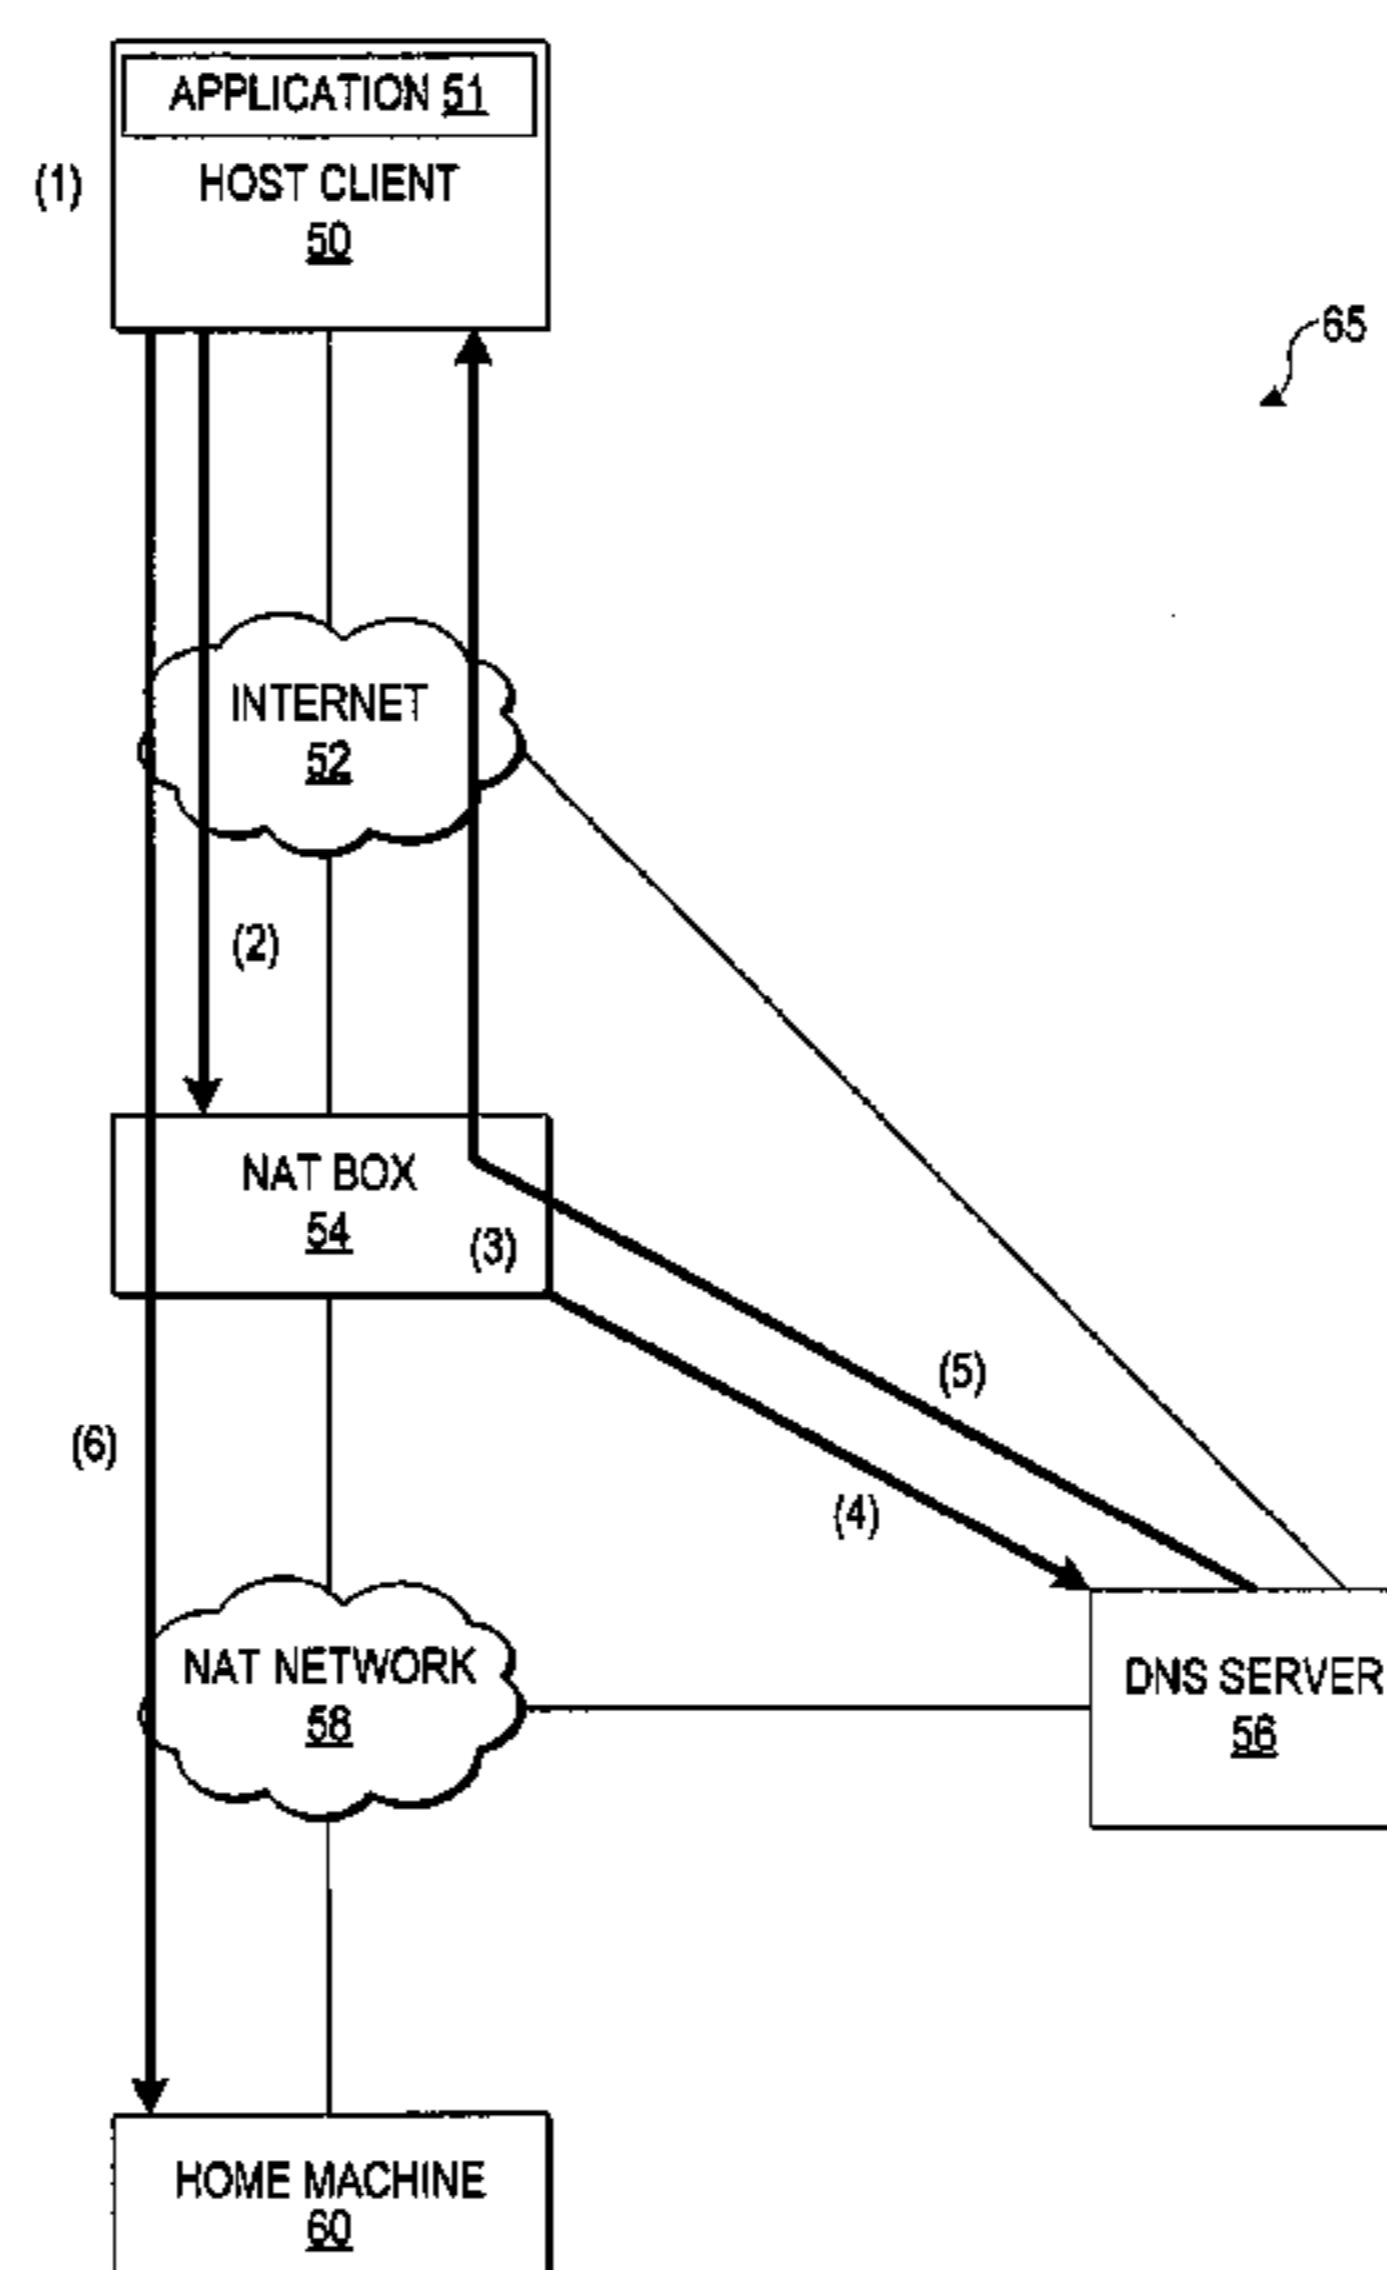 APPLICATION 51
(1)
HOST CLIENT
50
65
INTERNET
52
(2)
NAT BOX
54
(3)
(5)
(6)
(4)
NAT NETWORK
58
DNS SERVER
56
HOME MACHINE
60